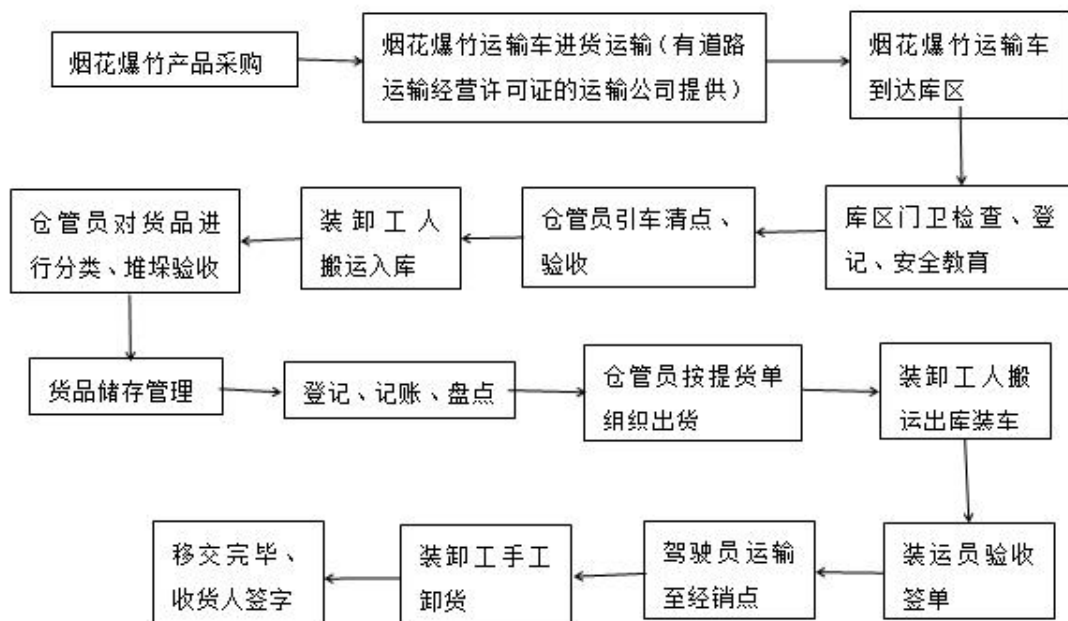 烟花爆竹产品采购
烟花爆竹运输车进货运输（有道路
运输经营许可证的运输公司提供）
烟花爆竹运输车
到达库区
库区门卫检查、登
记、安全教育
仓管员引车清点、
验收
装卸工人
搬运入库
仓管员对货品进
行分类、堆垛验收
货品储存管理
登记、记账、盘点
仓管员按提货单
组织出货
装卸工人搬
运出库装车
装运员验收
签单
驾驶员运输
至经销点
装卸工手工
卸货
移交完毕、
收货人签字